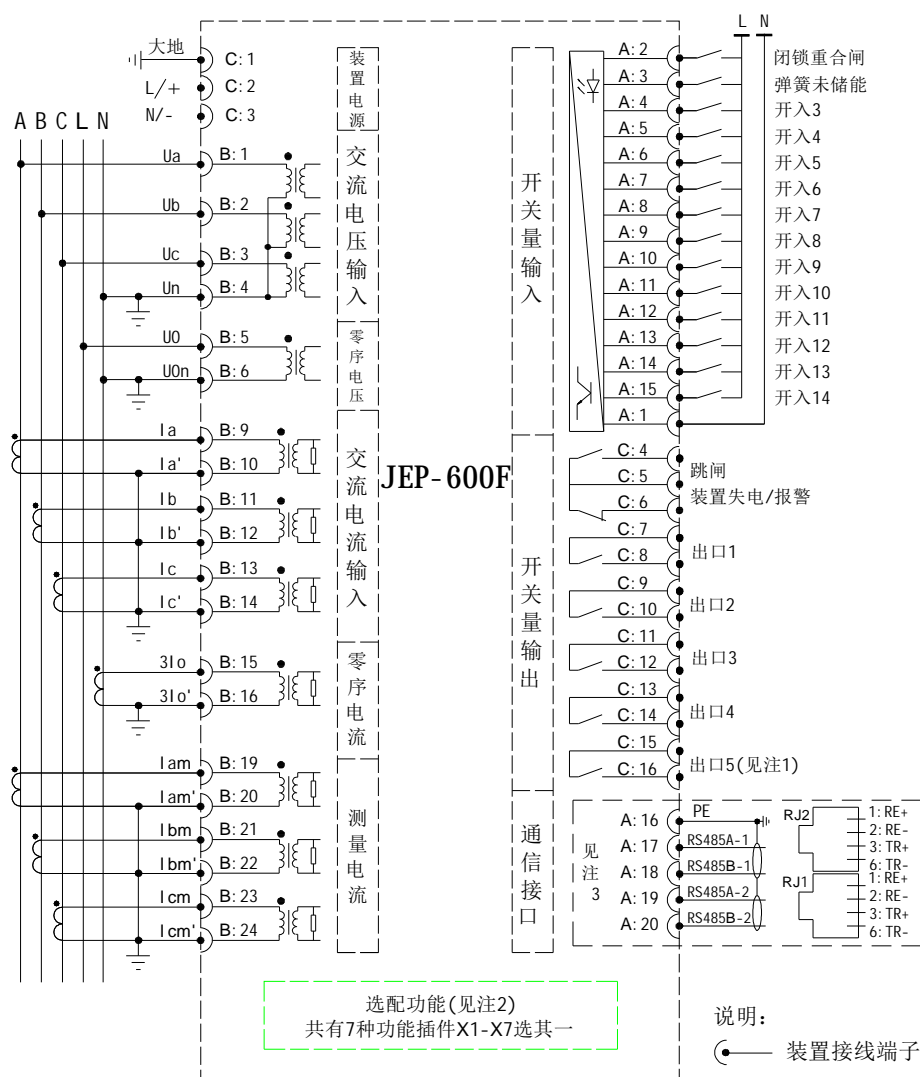 L N
大地
C:1
L/+
C:2
N/-
C:3
装置电源
A B C L N
Ua
B:1
Ub
B:2
Uc
B:3
Un
B:4
交流电压输入
U0
B:5
U0n
B:6
零序电压
Ia
B:9
Ia'
B:10
Ib
B:11
Ib'
B:12
Ic
B:13
Ic'
B:14
交流电流输入
3Io
B:15
3Io'
B:16
零序电流
Iam
B:19
Iam'
B:20
Ibm
B:21
Ibm'
B:22
Icm
B:23
Icm'
B:24
测量电流
JEP-600F
开关量输入
A:2
闭锁重合闸
A:3
弹簧未储能
A:4
开入3
A:5
开入4
A:6
开入5
A:7
开入6
A:8
开入7
A:9
开入8
A:10
开入9
A:11
开入10
A:12
开入11
A:13
开入12
A:14
开入13
A:15
开入14
A:1
开关量输出
C:4
跳闸
C:5
装置失电/报警
C:6
C:7
出口1
C:8
C:9
出口2
C:10
C:11
出口3
C:12
C:13
出口4
C:14
C:15
出口5(见注1)
C:16
通信接口
见注3
A:16
PE
A:17
RS485A-1
A:18
RS485B-1
A:19
RS485A-2
A:20
RS485B-2
RJ2
1:RE+
2:RE-
3:TR+
6:TR-
RJ1
1:RE+
2:RE-
3:TR+
6:TR-
选配功能(见注2)
共有7种功能插件X1-X7选其一
说明:
装置接线端子